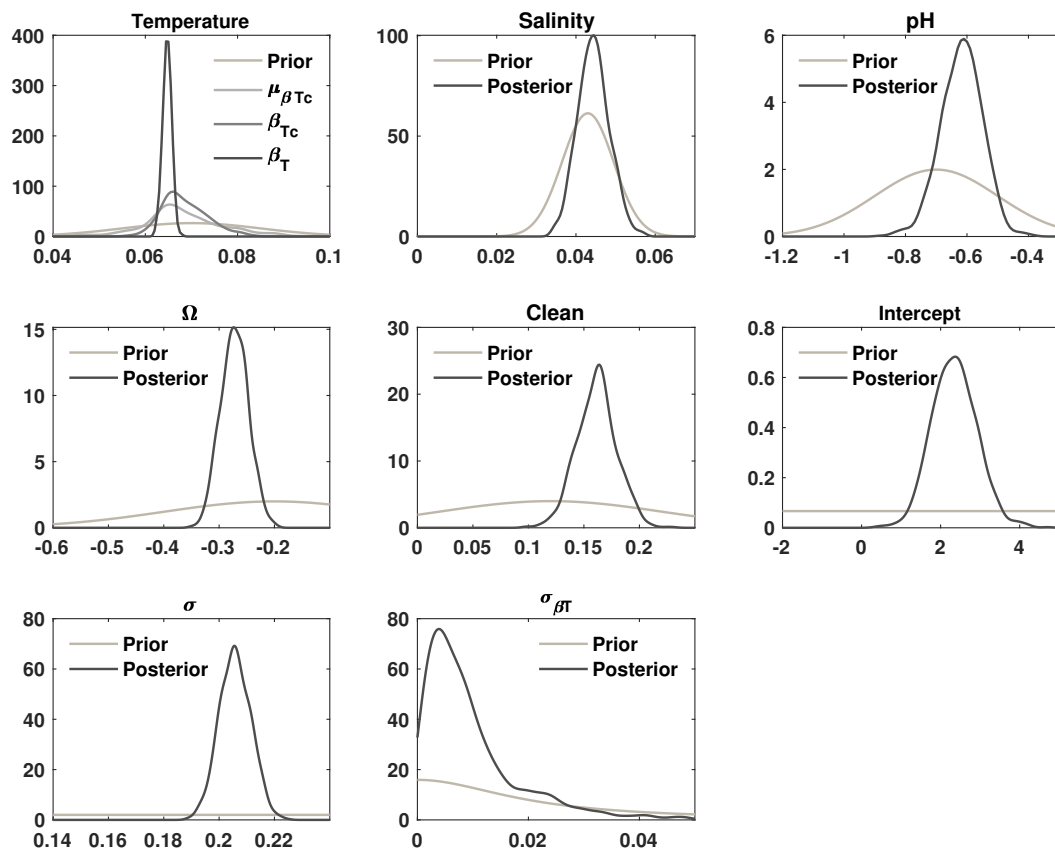 Temperature
400
300
200
100
0
0.04 0.06 0.08 0.1
Prior
μβTc
βTc
βT
Salinity
100
50
0
0 0.02 0.04 0.06
Prior
Posterior
pH
6
4
2
0
-1.2 -1 -0.8 -0.6 -0.4
Prior
Posterior
Ω
15
10
5
0
-0.6 -0.5 -0.4 -0.3 -0.2
Prior
Posterior
Clean
30
20
10
0
0 0.05 0.1 0.15 0.2
Prior
Posterior
Intercept
0.8
0.6
0.4
0.2
0
-2 0 2 4
Prior
Posterior
σ
80
60
40
20
0
0.14 0.16 0.18 0.2 0.22
Prior
Posterior
σβT
80
60
40
20
0
0 0.02 0.04
Prior
Posterior